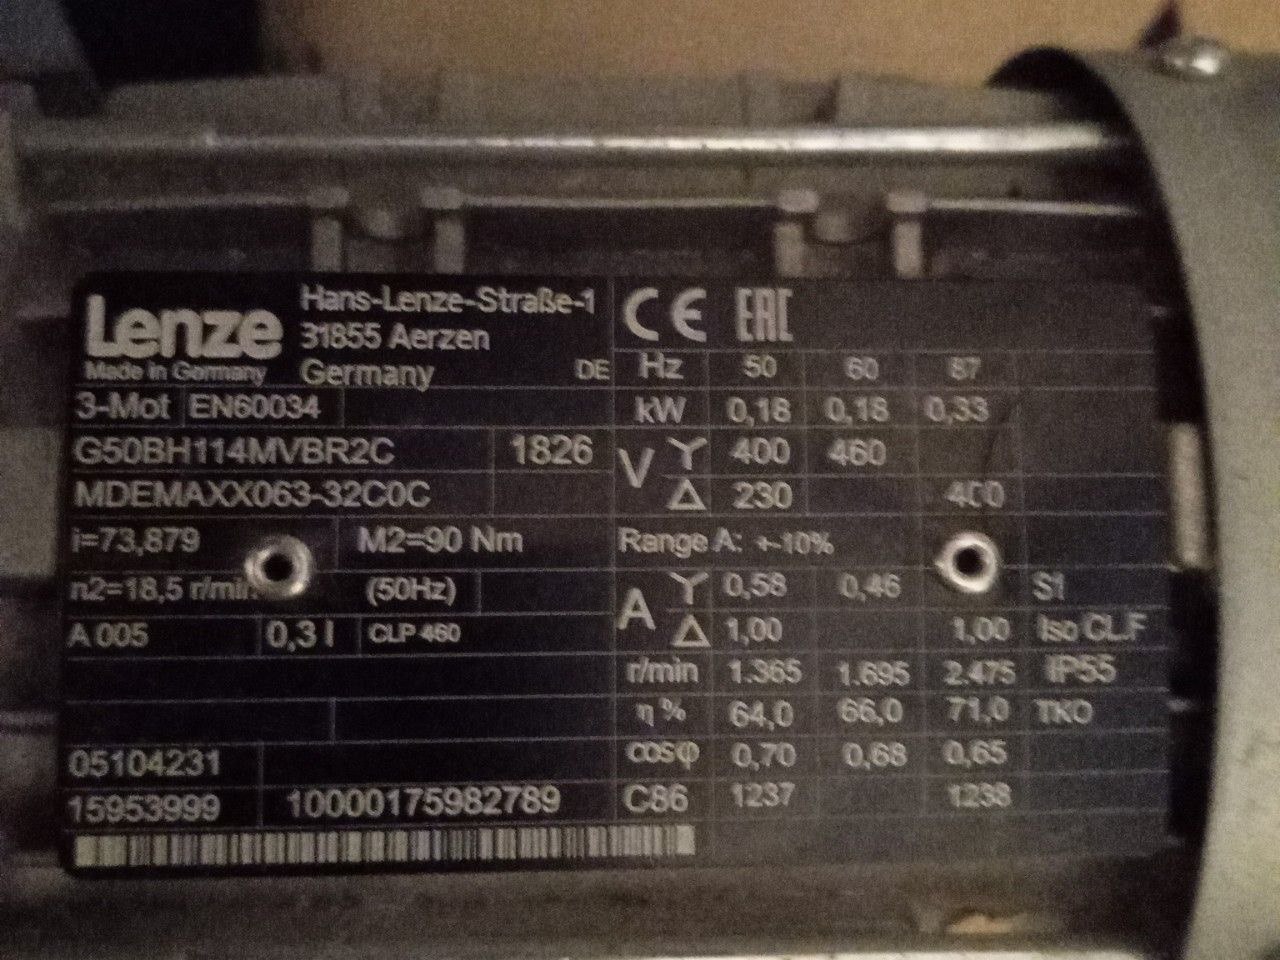 Lenze
Made in Germany
Hans-Lenze-Straße-1
31855 Aerzen
Germany DE
3-Mot EN60034
G50BH114MVBR2C 1826
MDEMAXX063-32C0C
i=73,879 M2=90 Nm
n2=18,5 r/min (50Hz)
A 005 0,3 l CLP 460
05104231
15953999 10000175982789
CE EAC
Hz 50 60 87
kW 0,18 0,18 0,33
V Y 400 460
Δ 230 400
Range A: +-10%
A Y 0,58 0,46 S1
Δ 1,00 1,00 Iso CL.F
r/min 1.365 1.695 2.475 IP55
η % 64,0 66,0 71,0 TKO
cosφ 0,70 0,68 0,65
C86 1237 1238